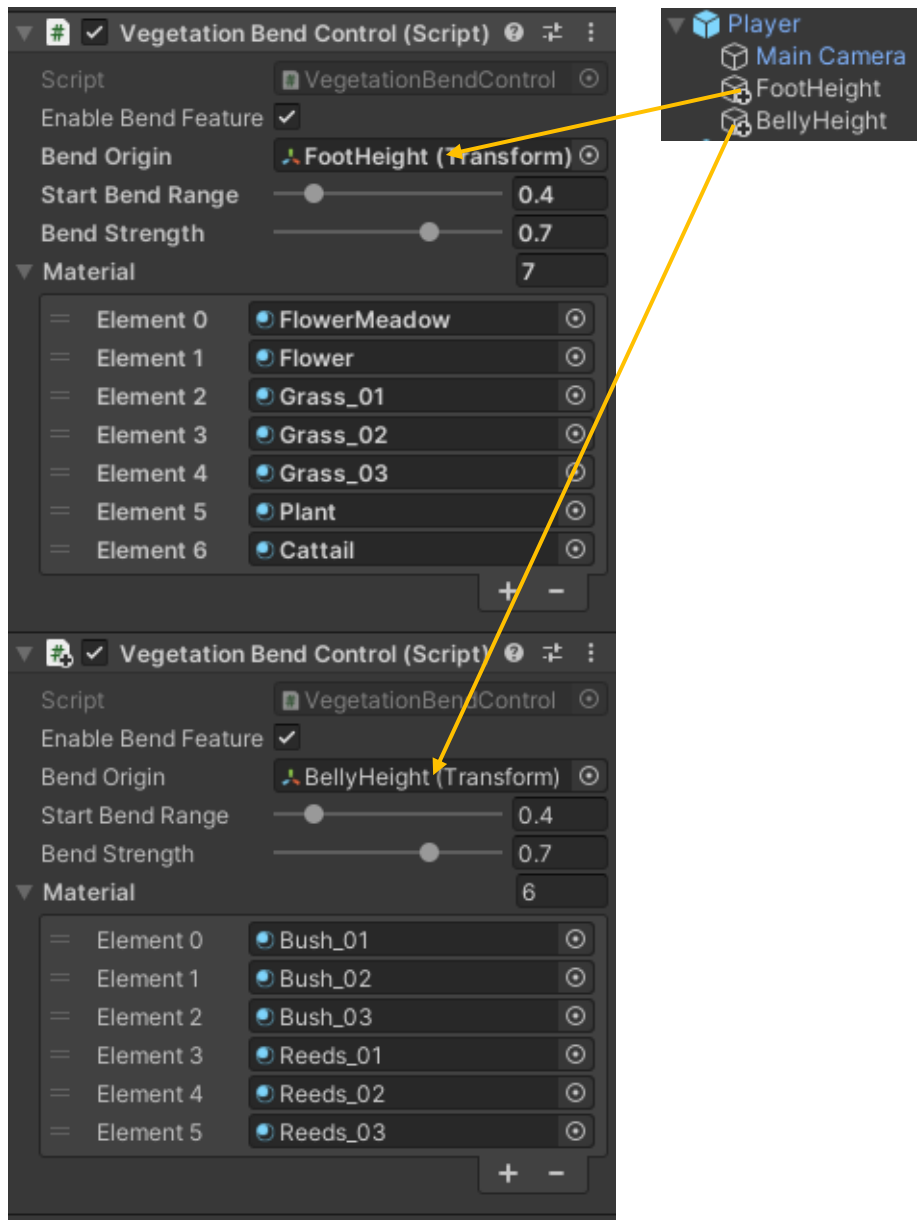 Vegetation Bend Control (Script)
Script VegetationBendControl
Enable Bend Feature
Bend Origin FootHeight (Transform)
Start Bend Range 0.4
Bend Strength 0.7
Material 7
Element 0 FlowerMeadow
Element 1 Flower
Element 2 Grass_01
Element 3 Grass_02
Element 4 Grass_03
Element 5 Plant
Element 6 Cattail
+ −
Vegetation Bend Control (Script)
Script VegetationBendControl
Enable Bend Feature
Bend Origin BellyHeight (Transform)
Start Bend Range 0.4
Bend Strength 0.7
Material 6
Element 0 Bush_01
Element 1 Bush_02
Element 2 Bush_03
Element 3 Reeds_01
Element 4 Reeds_02
Element 5 Reeds_03
+ −
Player
Main Camera
FootHeight
BellyHeight